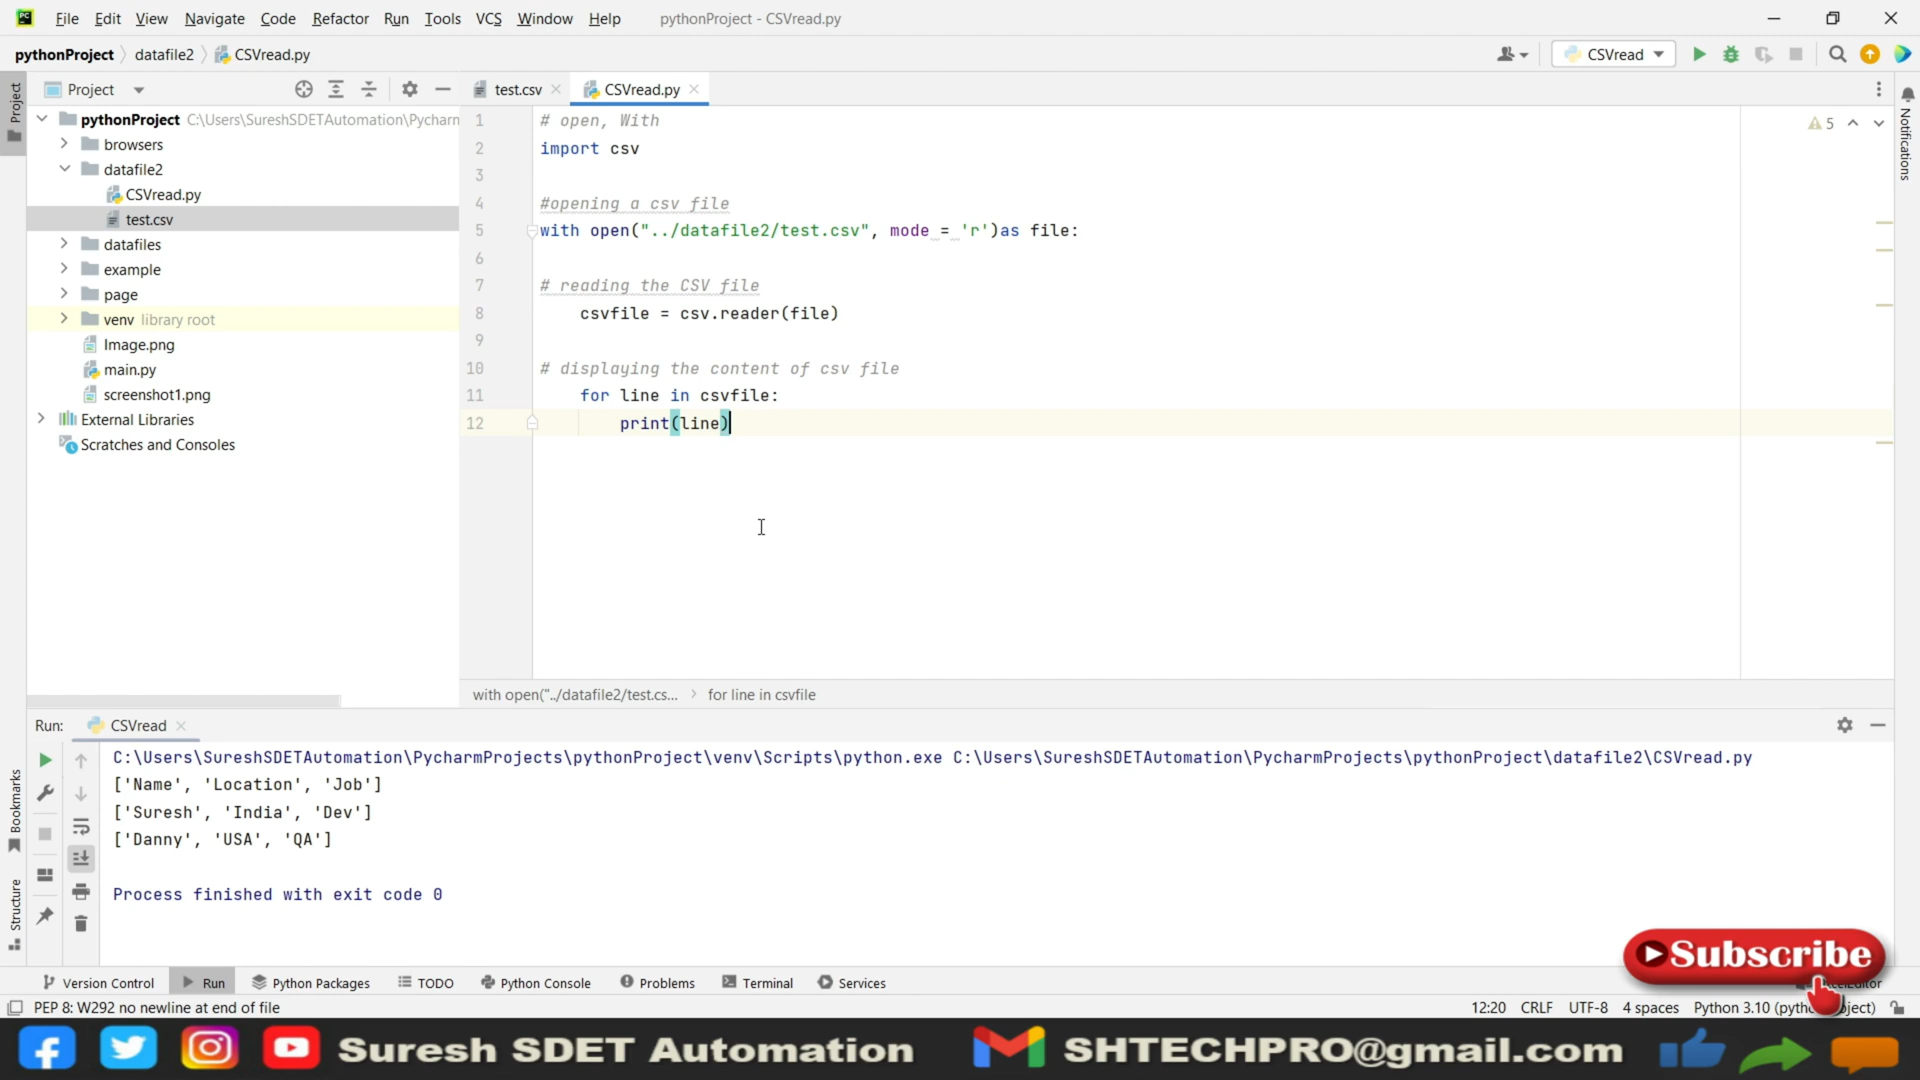 File Edit View Navigate Code Refactor Run Tools VCS Window Help pythonProject - CSVread.py
pythonProject datafile2 CSVread.py
CSVread
Project
test.csv CSVread.py
Project
Notifications
pythonProject C:\Users\SureshSDETAutomation\Pycharm
browsers
datafile2
CSVread.py
test.csv
datafiles
example
page
venv library root
Image.png
main.py
screenshot1.png
External Libraries
Scratches and Consoles
1 # open, With
2 import csv
3
4 #opening a csv file
5 with open("../datafile2/test.csv", mode = 'r')as file:
6
7 # reading the CSV file
8 csvfile = csv.reader(file)
9
10 # displaying the content of csv file
11 for line in csvfile:
12 print(line)
5
with open("../datafile2/test.cs... for line in csvfile
Run: CSVread
C:\Users\SureshSDETAutomation\PycharmProjects\pythonProject\venv\Scripts\python.exe C:\Users\SureshSDETAutomation\PycharmProjects\pythonProject\datafile2\CSVread.py
['Name', 'Location', 'Job']
['Suresh', 'India', 'Dev']
['Danny', 'USA', 'QA']
Process finished with exit code 0
Bookmarks
Structure
Subscribe
Version Control Run Python Packages TODO Python Console Problems Terminal Services
PEP 8: W292 no newline at end of file 12:20 CRLF UTF-8 4 spaces Python 3.10
Suresh SDET Automation SHTECHPRO@gmail.com